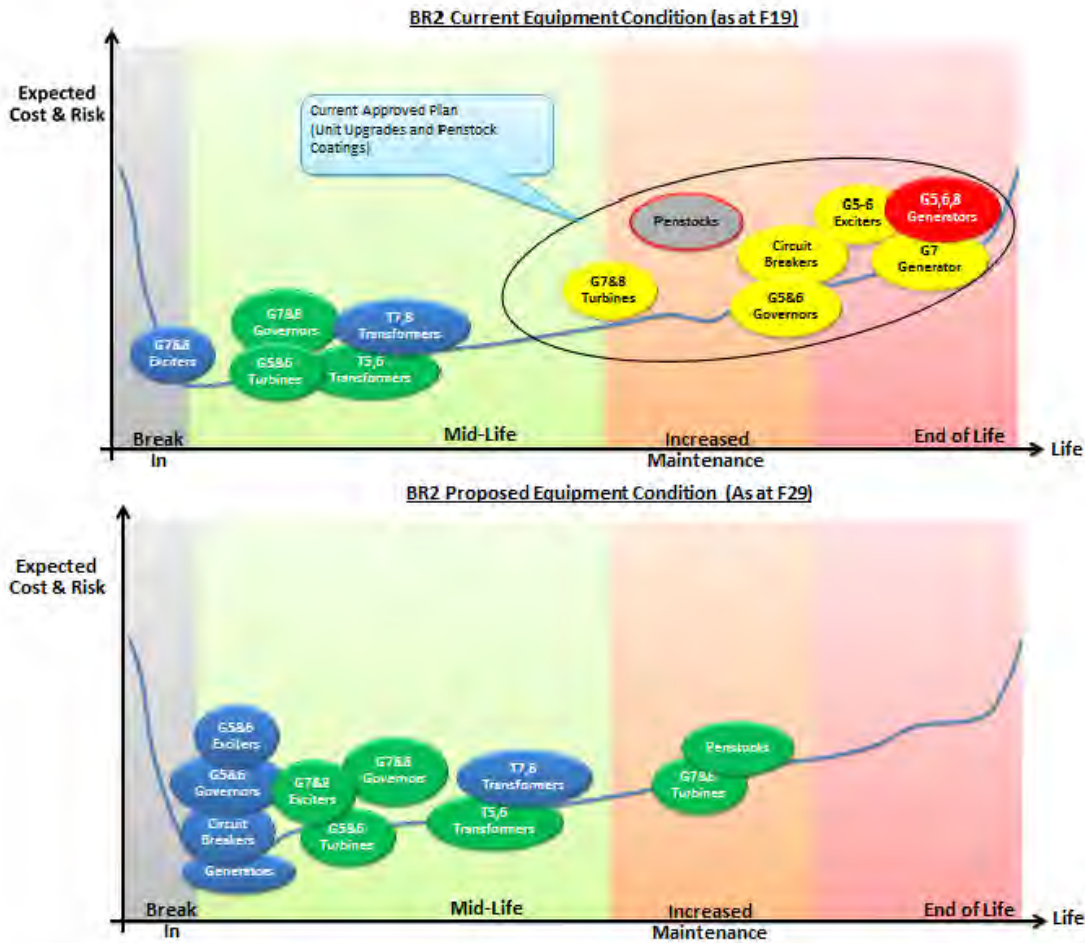 BR2 Current Equipment Condition (as at F19)
Expected
Cost & Risk
Current Approved Plan
(Unit Upgrades and Penstock
Coatings)
Penstocks
G5-6
Exciters
G5,6,8
Generators
Circuit
Breakers
G7
Generator
G7&8
Turbines
G5&6
Governors
G7&8
Governors
T7,8
Transformers
G7&8
Exciters
G5&6
Turbines
T5,6
Transformers
Break
In
Mid-Life
Increased
Maintenance
End of Life
Life
BR2 Proposed Equipment Condition (As at F29)
Expected
Cost & Risk
G5&6
Exciters
G5&6
Governors
G7&8
Exciters
G7&8
Governors
T7,8
Transformers
Penstocks
G7&8
Turbines
Circuit
Breakers
G5&6
Turbines
T5,6
Transformers
Generators
Break
In
Mid-Life
Increased
Maintenance
End of Life
Life